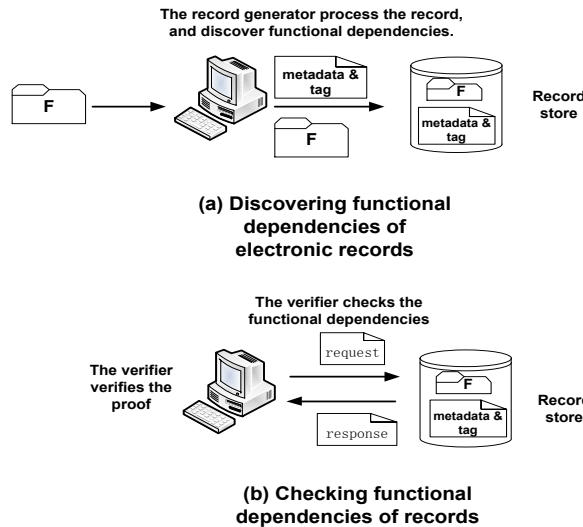 The record generator process the record,
and discover functional dependencies.
F
metadata &
tag
F
F
metadata &
tag
Record
store
(a) Discovering functional
dependencies of
electronic records
The verifier checks the
functional dependencies
The verifier
verifies the
proof
request
response
F
metadata &
tag
Record
store
(b) Checking functional
dependencies of records